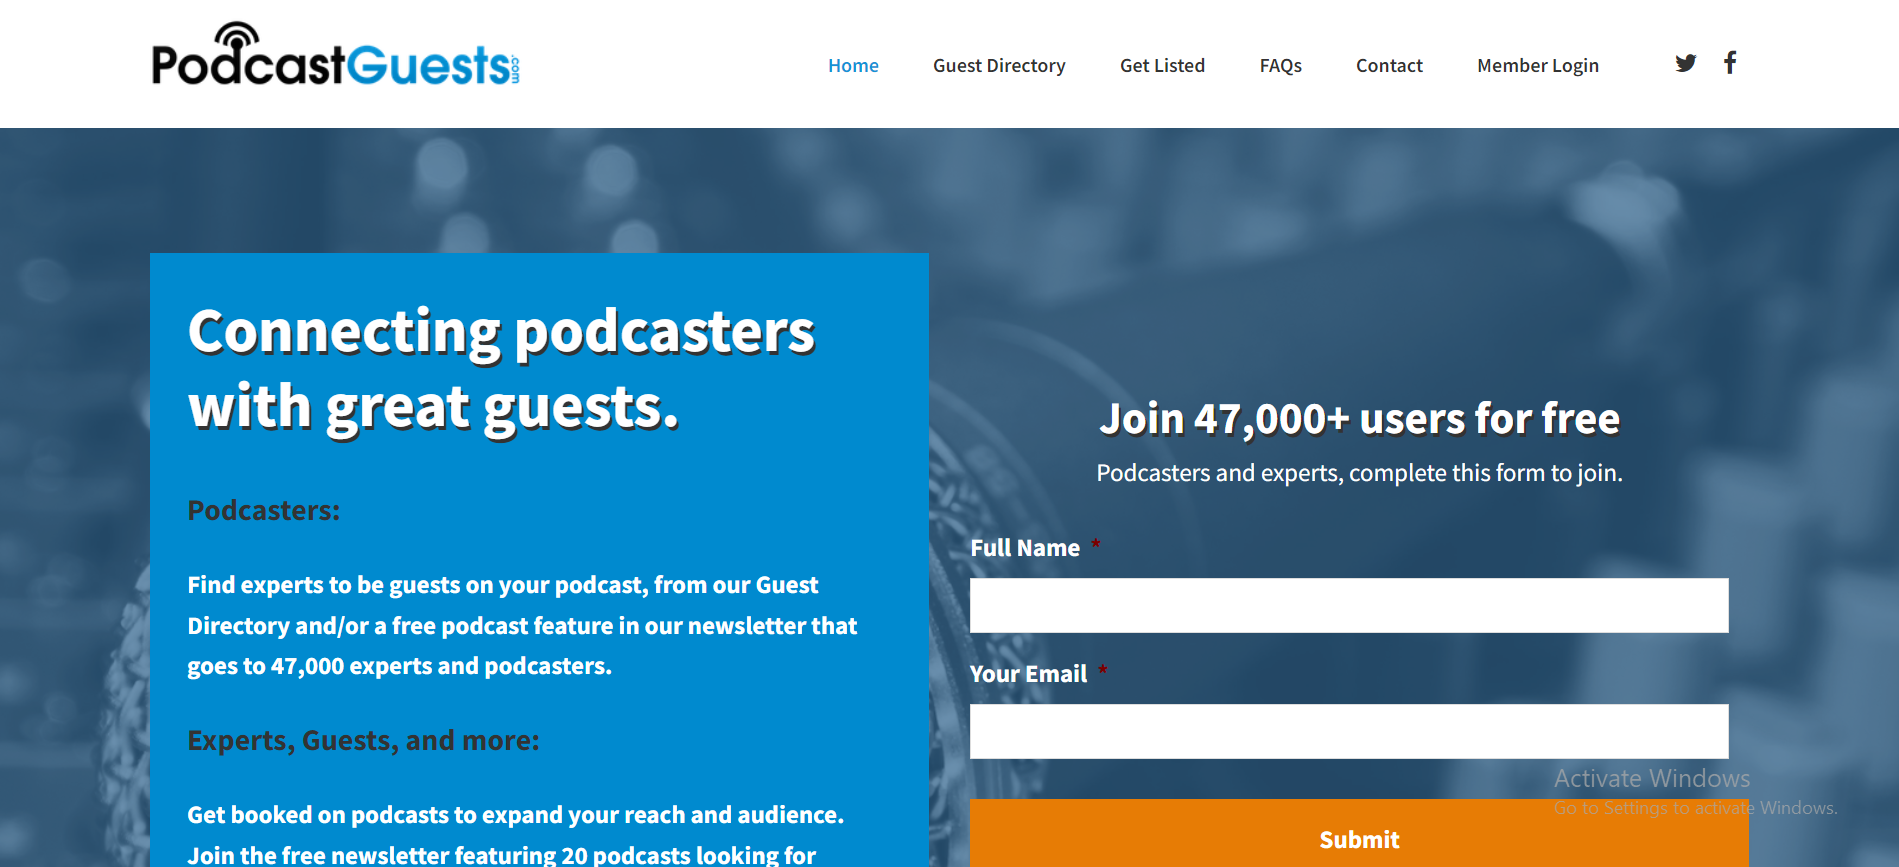 PodcastGuests.com
Home
Guest Directory
Get Listed
FAQs
Contact
Member Login
Connecting podcasters
with great guests.
Podcasters:
Find experts to be guests on your podcast, from our Guest
Directory and/or a free podcast feature in our newsletter that
goes to 47,000 experts and podcasters.
Experts, Guests, and more:
Get booked on podcasts to expand your reach and audience.
Join the free newsletter featuring 20 podcasts looking for
Join 47,000+ users for free
Podcasters and experts, complete this form to join.
Full Name *
Your Email *
Submit
Activate Windows
Go to Settings to activate Windows.